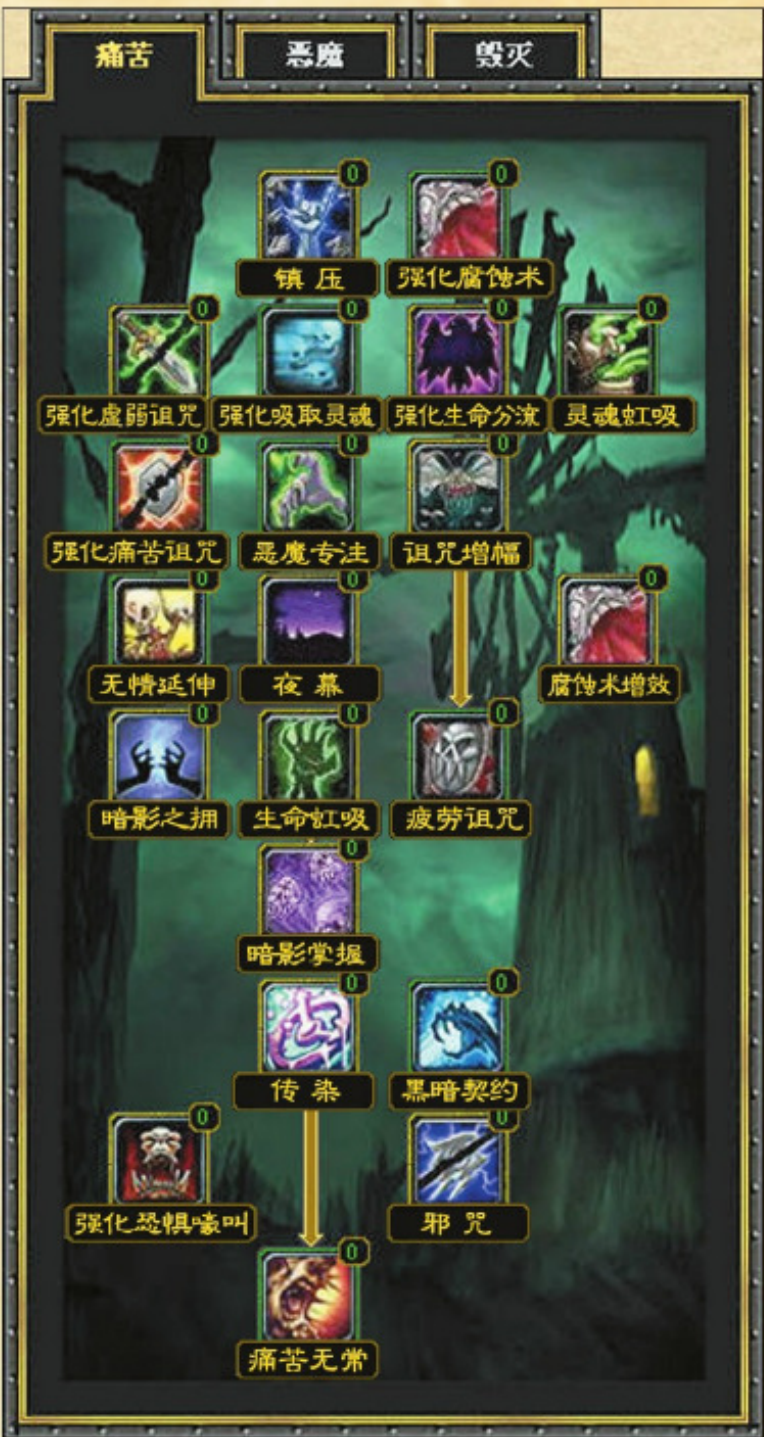 痛苦 恶魔 毁灭
0 0
镇压 强化腐蚀术
0 0 0 0
强化虚弱诅咒 强化吸取灵魂 强化生命分流 灵魂虹吸
0 0 0
强化痛苦诅咒 恶魔专注 诅咒增幅
0 0 0
无情延伸 夜幕 腐蚀术增效
0 0 0
暗影之拥 生命虹吸 疲劳诅咒
0
暗影掌握
0 0
传染 黑暗契约
0 0
强化恐惧嚎叫 邪咒
0
痛苦无常